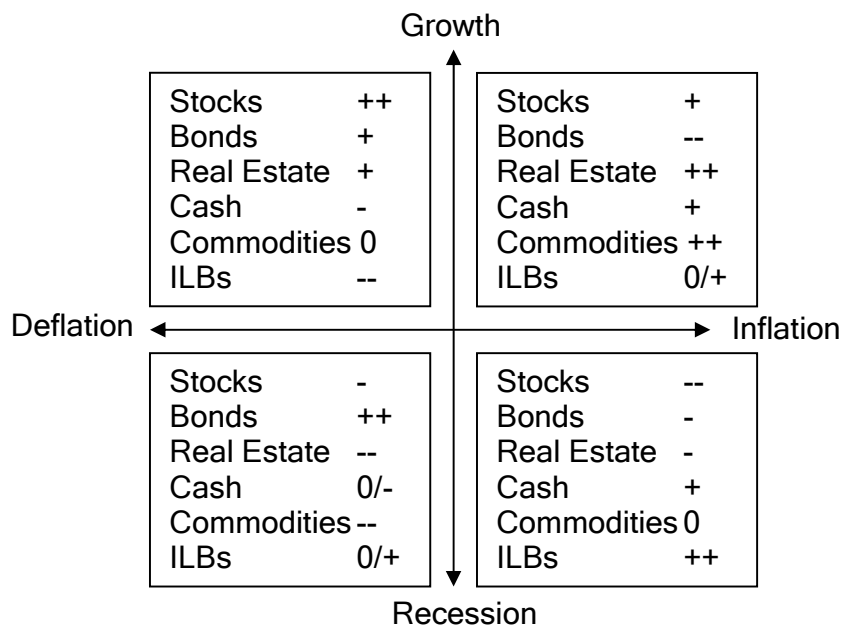 Growth
Stocks ++
Bonds +
Real Estate +
Cash -
Commodities 0
ILBs --
Stocks +
Bonds --
Real Estate ++
Cash +
Commodities ++
ILBs 0/+
Deflation
Inflation
Stocks -
Bonds ++
Real Estate --
Cash 0/-
Commodities --
ILBs 0/+
Stocks --
Bonds -
Real Estate -
Cash +
Commodities 0
ILBs ++
Recession